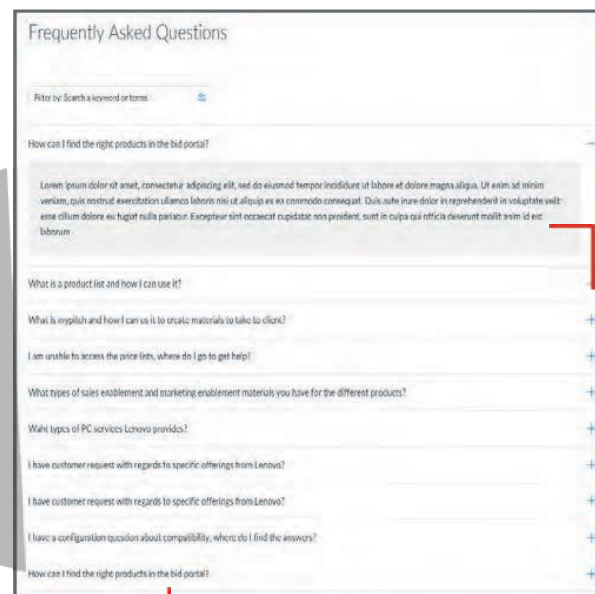 Frequently Asked Questions
Filter by: Search a keyword or terms
How can I find the right products in the bid portal?
Lorem ipsum dolor sit amet, consectetur adipiscing elit, sed do eiusmod tempor incididunt ut labore et dolore magna aliqua. Ut enim ad minim
veniam, quis nostrud exercitation ullamco laboris nisi ut aliquip ex ea commodo consequat. Duis aute irure dolor in reprehenderit in voluptate velit
esse cillum dolore eu fugiat nulla pariatur. Excepteur sint occaecat cupidatat non proident, sunt in culpa qui officia deserunt mollit anim id est
laborum
What is a product list and how I can use it?
What is mypitch and how I can us it to create materials to take to client?
I am unable to access the price lists, where do I go to get help?
What types of sales enablement and marketing enablement materials you have for the different products?
Waht types of PC services Lenovo provides?
I have customer request with regards to specific offerings from Lenovo?
I have customer request with regards to specific offerings from Lenovo?
I have a configuration question about compatibility, where do I find the answers?
How can I find the right products in the bid portal?